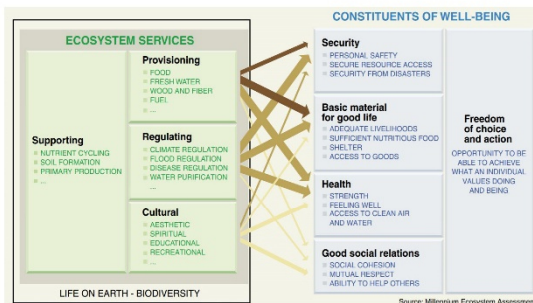 CONSTITUENTS OF WELL-BEING
ECOSYSTEM SERVICES
Supporting
NUTRIENT CYCLING
SOIL FORMATION
PRIMARY PRODUCTION
...
Provisioning
FOOD
FRESH WATER
WOOD AND FIBER
FUEL
...
Regulating
CLIMATE REGULATION
FLOOD REGULATION
DISEASE REGULATION
WATER PURIFICATION
...
Cultural
AESTHETIC
SPIRITUAL
EDUCATIONAL
RECREATIONAL
...
LIFE ON EARTH - BIODIVERSITY
Security
PERSONAL SAFETY
SECURE RESOURCE ACCESS
SECURITY FROM DISASTERS
Basic material
for good life
ADEQUATE LIVELIHOODS
SUFFICIENT NUTRITIOUS FOOD
SHELTER
ACCESS TO GOODS
Health
STRENGTH
FEELING WELL
ACCESS TO CLEAN AIR
AND WATER
Good social relations
SOCIAL COHESION
MUTUAL RESPECT
ABILITY TO HELP OTHERS
Freedom
of choice
and action
OPPORTUNITY TO BE
ABLE TO ACHIEVE
WHAT AN INDIVIDUAL
VALUES DOING
AND BEING
Source: Millennium Ecosystem Assessmen